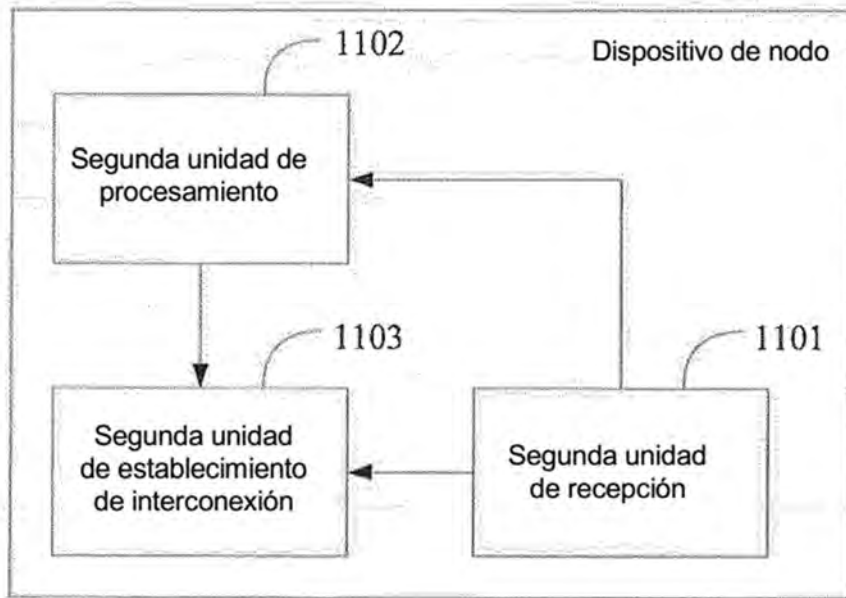 1102
Dispositivo de nodo
Segunda unidad de
procesamiento
1103
1101
Segunda unidad
de establecimiento
de interconexión
Segunda unidad
de recepción